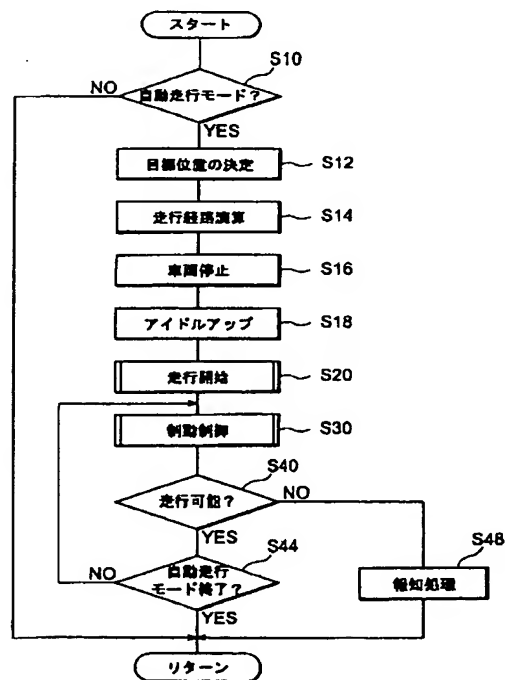 スタート
S10
NO
自動走行モード?
YES
目標位置の決定
S12
走行経路演算
S14
車両停止
S16
アイドルアップ
S18
走行開始
S20
制動制御
S30
S40
走行可能?
NO
YES
S44
S48
NO
自動走行
モード終了?
報知処理
YES
リターン